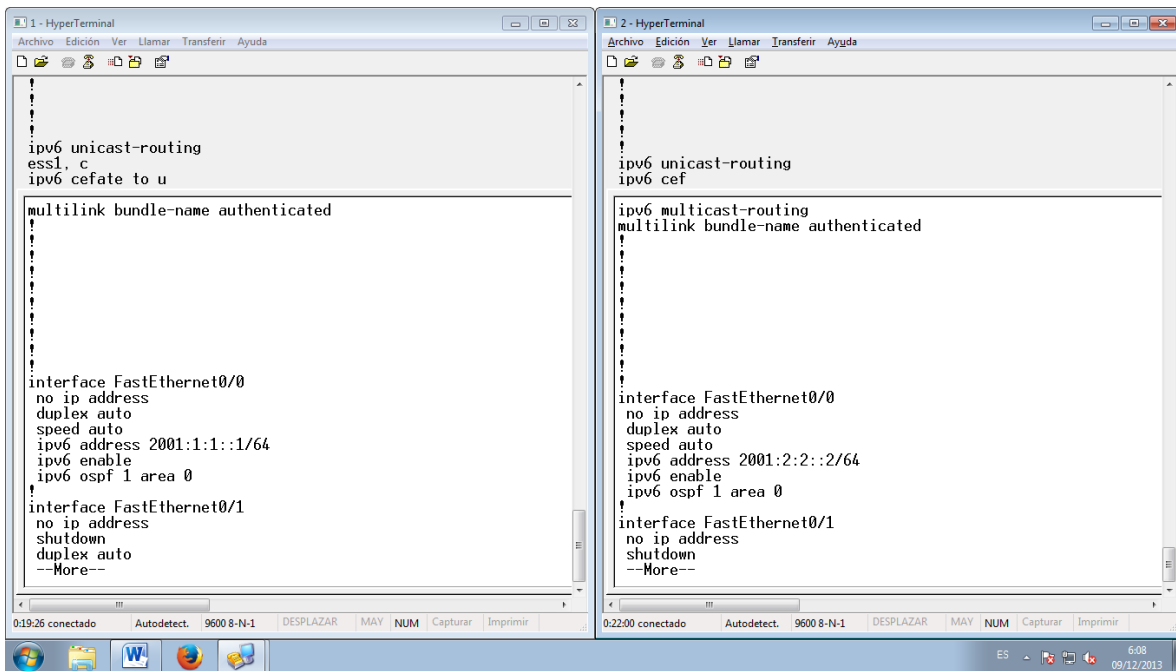 1 - HyperTerminal
Archivo Edición Ver Llamar Transferir Ayuda
!
!
!
!
ipv6 unicast-routing
ess1, c
ipv6 cefate to u
multilink bundle-name authenticated
!
!
!
!
!
!
!
!
!
!
interface FastEthernet0/0
no ip address
duplex auto
speed auto
ipv6 address 2001:1:1::1/64
ipv6 enable
ipv6 ospf 1 area 0
!
interface FastEthernet0/1
no ip address
shutdown
duplex auto
--More--
0:19:26 conectado Autodetect. 9600 8-N-1 DESPLAZAR MAY NUM Capturar Imprimir
2 - HyperTerminal
Archivo Edición Ver Llamar Transferir Ayuda
!
!
!
!
!
ipv6 unicast-routing
ipv6 cef
ipv6 multicast-routing
multilink bundle-name authenticated
!
!
!
!
!
!
!
!
!
!
interface FastEthernet0/0
no ip address
duplex auto
speed auto
ipv6 address 2001:2:2::2/64
ipv6 enable
ipv6 ospf 1 area 0
!
interface FastEthernet0/1
no ip address
shutdown
--More--
0:22:00 conectado Autodetect. 9600 8-N-1 DESPLAZAR MAY NUM Capturar Imprimir
W
ES
6:08
09/12/2013